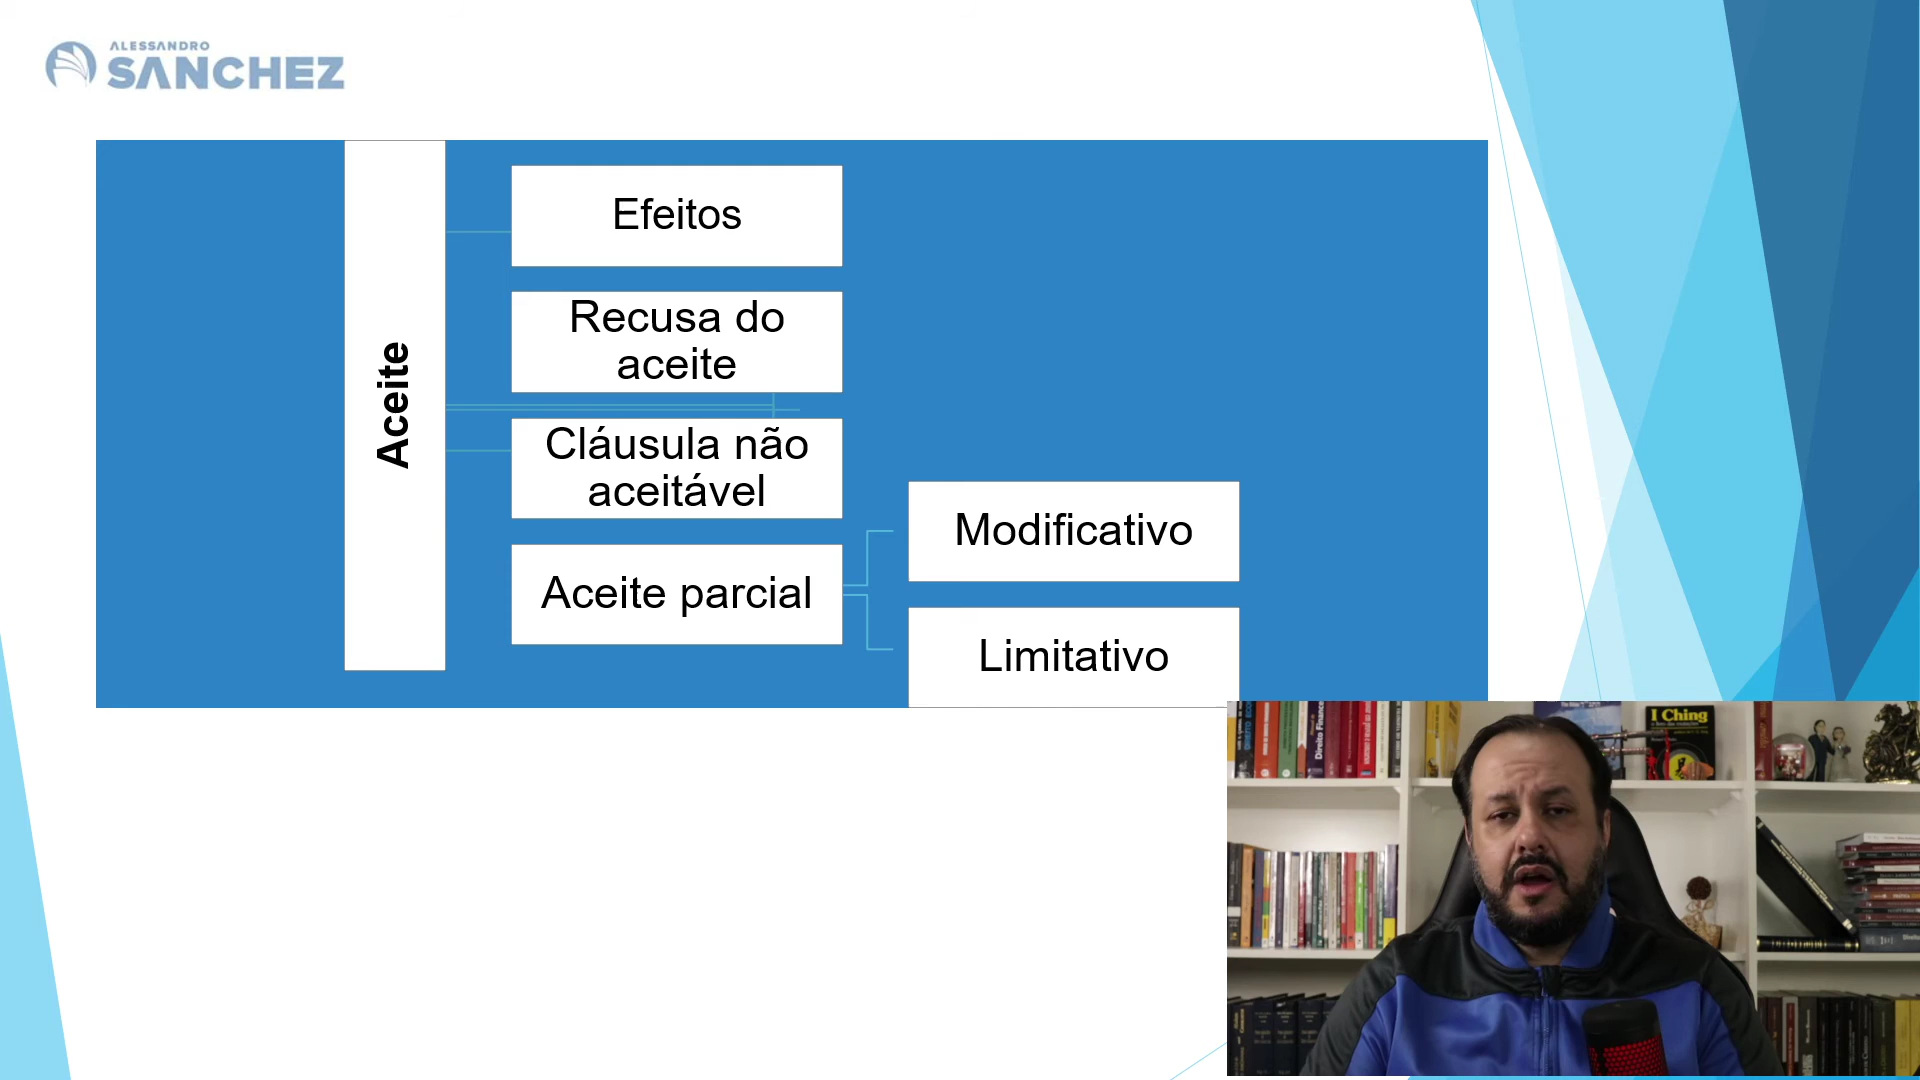 ALESSANDRO
SANCHEZ
Aceite
Efeitos
Recusa do
aceite
Cláusula não
aceitável
Aceite parcial
Modificativo
Limitativo
I Ching